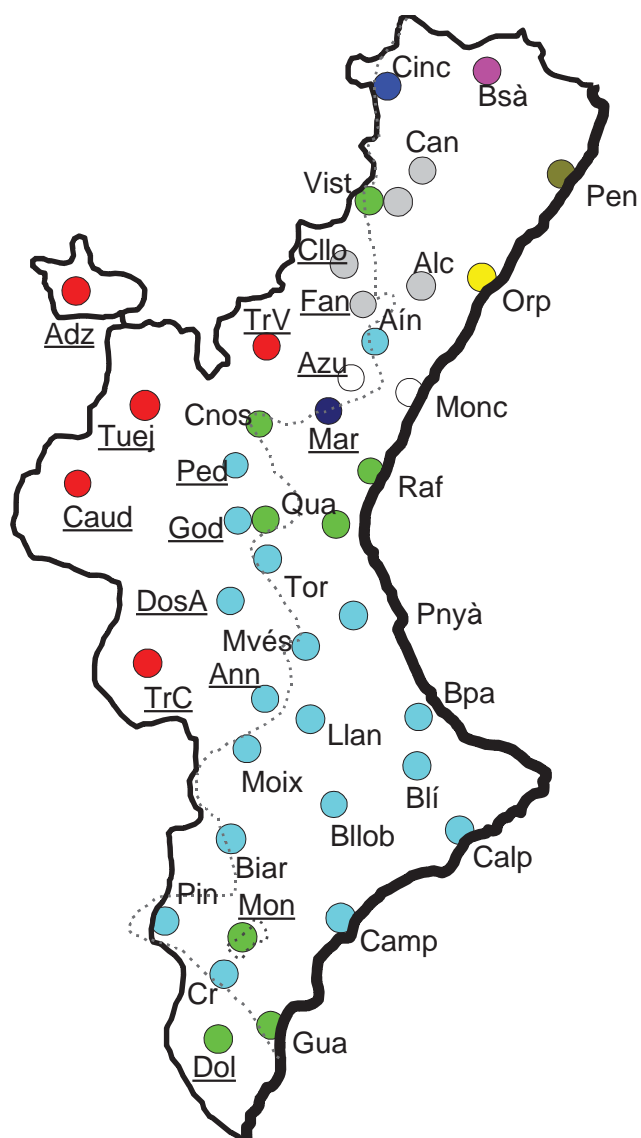 Cinc
Bsà
Can
Pen
Vist
Cllo
Alc
Orp
Fan
Adz
TrV
Aín
Azu
Monc
Cnos
Tuej
Mar
Ped
Raf
Caud
Qua
God
Tor
DosA
Pnyà
Mvés
Ann
TrC
Bpa
Llan
Moix
Blí
Bllob
Calp
Biar
Pin
Mon
Camp
Cr
Gua
Dol